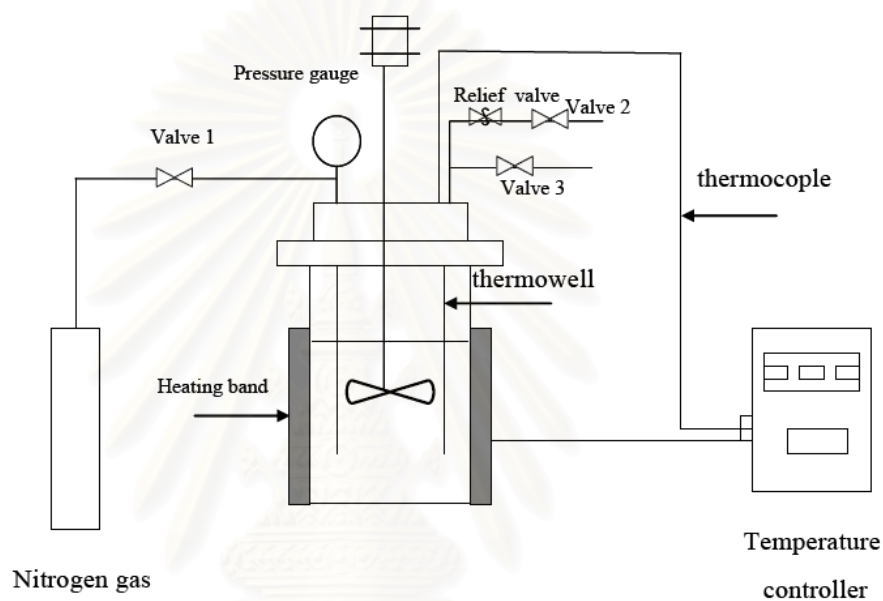 Pressure gauge
Relief valve
Valve 2
Valve 1
Valve 3
thermocople
thermowell
Heating band
Nitrogen gas
Temperature
controller